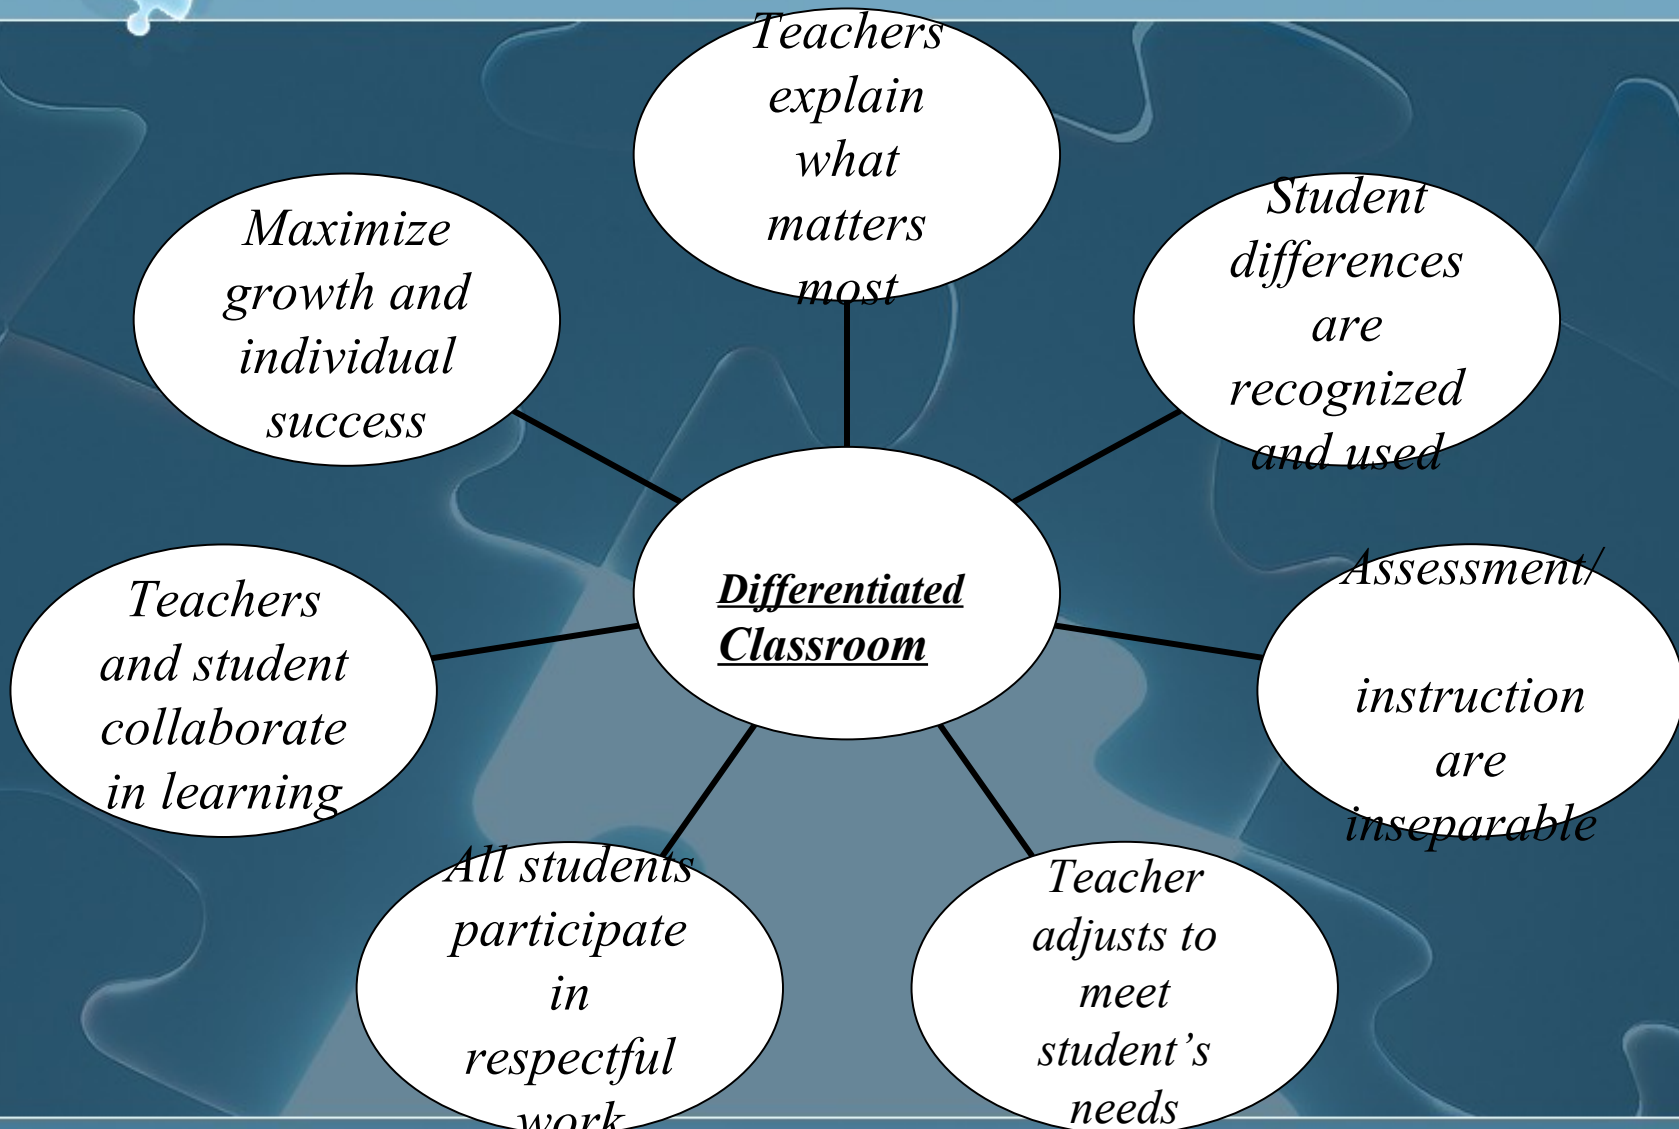 Teachers
explain
what
matters
most
Student
differences
are
recognized
and used
Assessment/
instruction
are
inseparable
Teacher
adjusts to
meet
student’s
needs
All students
participate
in
respectful
work
Teachers
and student
collaborate
in learning
Maximize
growth and
individual
success
Differentiated
Classroom